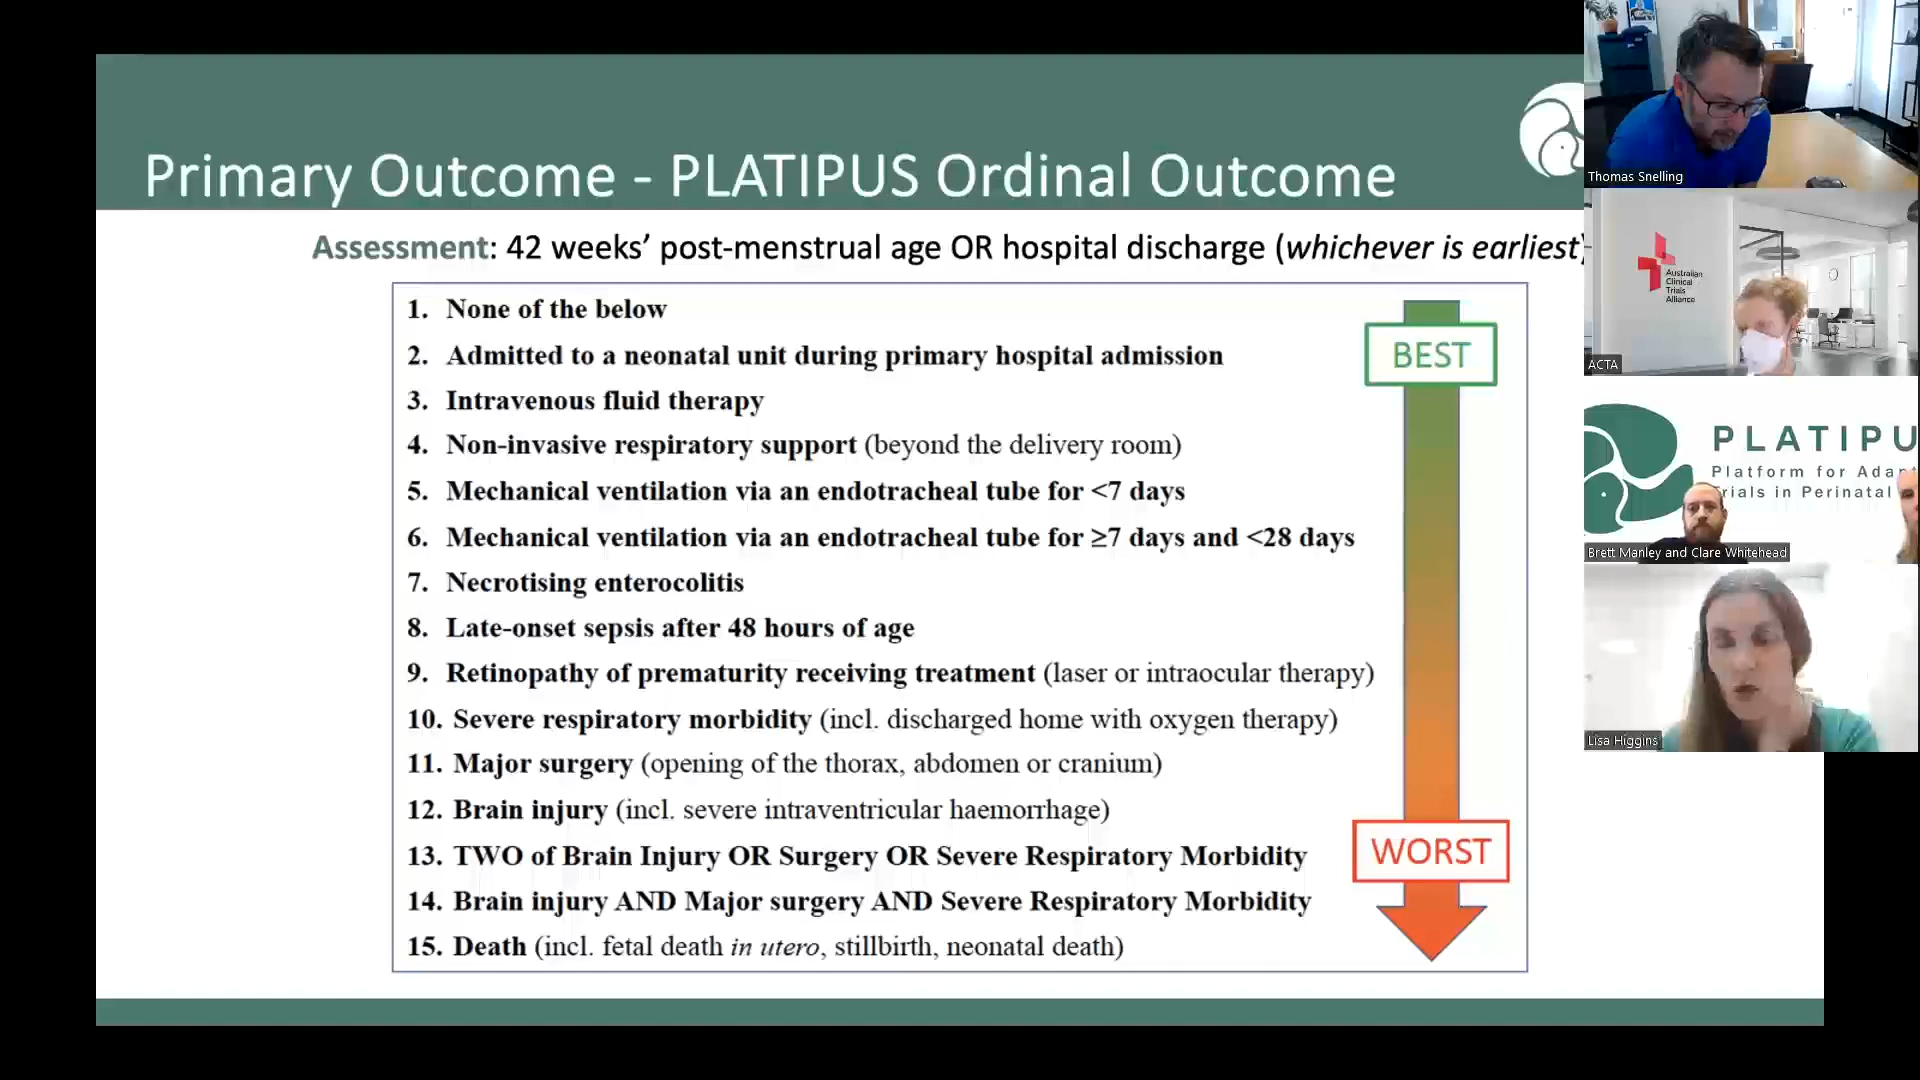 Primary Outcome - PLATIPUS Ordinal Outcome
Assessment: 42 weeks’ post-menstrual age OR hospital discharge (whichever is earliest)
1. None of the below
2. Admitted to a neonatal unit during primary hospital admission
3. Intravenous fluid therapy
4. Non-invasive respiratory support (beyond the delivery room)
5. Mechanical ventilation via an endotracheal tube for <7 days
6. Mechanical ventilation via an endotracheal tube for ≥7 days and <28 days
7. Necrotising enterocolitis
8. Late-onset sepsis after 48 hours of age
9. Retinopathy of prematurity receiving treatment (laser or intraocular therapy)
10. Severe respiratory morbidity (incl. discharged home with oxygen therapy)
11. Major surgery (opening of the thorax, abdomen or cranium)
12. Brain injury (incl. severe intraventricular haemorrhage)
13. TWO of Brain Injury OR Surgery OR Severe Respiratory Morbidity
14. Brain injury AND Major surgery AND Severe Respiratory Morbidity
15. Death (incl. fetal death in utero, stillbirth, neonatal death)
BEST
WORST
Thomas Snelling
Australian
Clinical
Trials
Alliance
ACTA
PLATIPU
Platform for Adapt
rials in Perinatal
Brett Manley and Clare Whitehead
Lisa Higgins